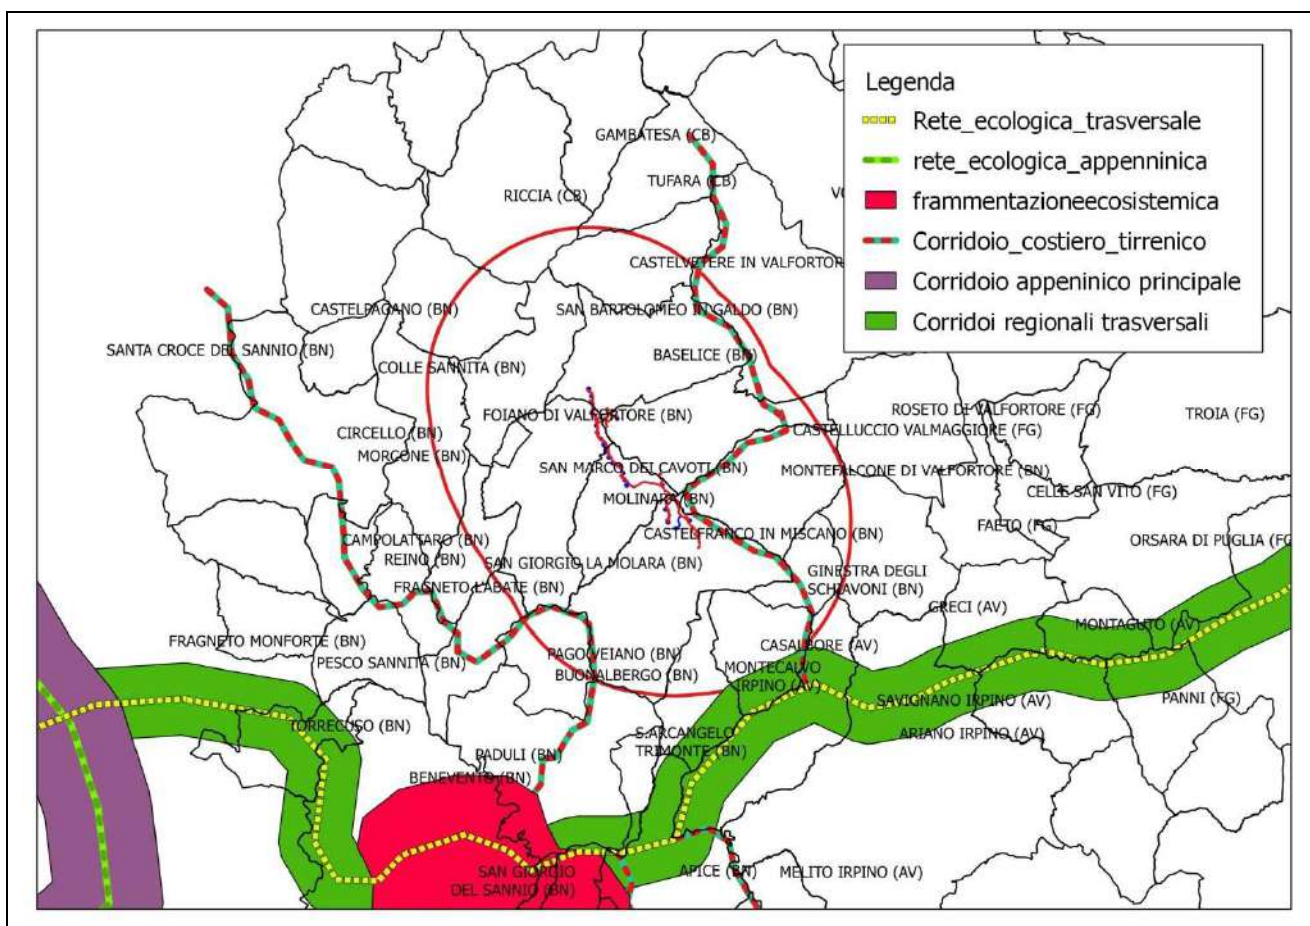 Legenda
Rete_ecologica_trasversale
rete_ecologica_appenninica
frammentazioneecosistemica
Corridoio_costiero_tirrenico
Corridoio appeninico principale
Corridoi regionali trasversali
GAMBATESA (CB)
TUFARA (CB)
RICCIA (CB)
CASTELVETERE IN VALFORTOR
CASTELPAGANO (BN)
SAN BARTOLOMEO IN GALDO (BN)
SANTA CROCE DEL SANNIO (BN)
BASELICE (BN)
COLLE SANNITA (BN)
FOIANO DI VALFORTORE (BN)
ROSETO DI VALFORTORE (FG)
TROIA (FG)
CIRCELLO (BN)
CASTELLUCCIO VALMAGGIORE (FG)
MORCONE (BN)
SAN MARCO DEI CAVOTI (BN)
MONTEFALCONE DI VALFORTORE (BN)
MOLINARA (BN)
CELLE SAN VITO (FG)
FAETO (FG)
CAMPOLATTARO (BN)
CASTELFRANCO IN MISCANO (BN)
ORSARA DI PUGLIA (FG
REINO (BN)
SAN GIORGIO LA MOLARA (BN)
GINESTRA DEGLI
SCHIAVONI (BN)
FRAGNETO L'ABATE (BN)
GRECI (AV)
MONTAGUTO (AV)
FRAGNETO MONFORTE (BN)
CASALBORE (AV)
PESCO SANNITA (BN)
PAGO VEIANO (BN)
MONTECALVO
IRPINO (AV)
BUONALBERGO (BN)
SAVIGNANO IRPINO (AV)
PANNI (FG)
TORRECUSO (BN)
S.ARCANGELO
TRIMONTE (BN)
ARIANO IRPINO (AV)
PADULI (BN)
BENEVENTO (BN)
SAN GIORGIO
DEL SANNIO (BN)
APICE (BN)
MELITO IRPINO (AV)